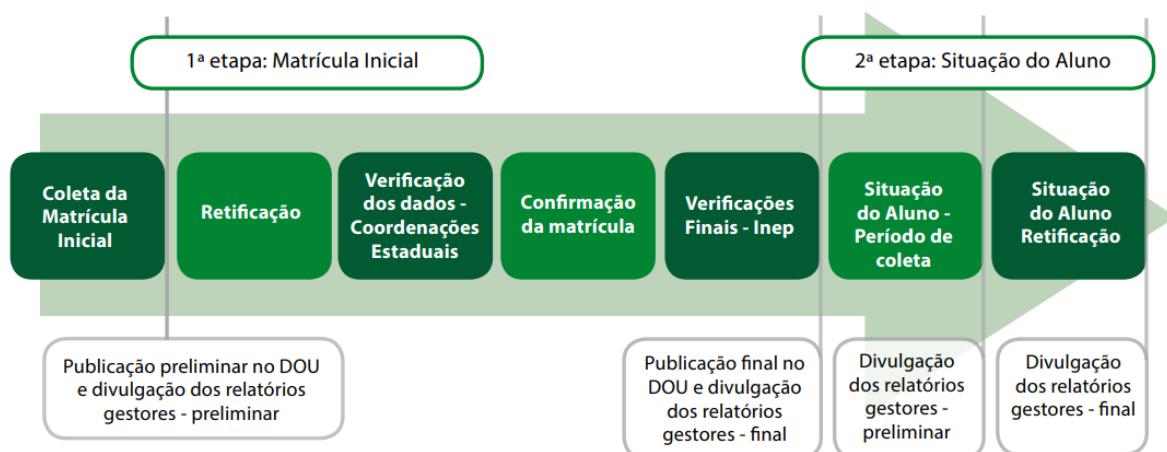 1ª etapa: Matrícula Inicial
2ª etapa: Situação do Aluno
Coleta da
Matrícula
Inicial
Retificação
Verificação
dos dados -
Coordenações
Estaduais
Confirmação
da matrícula
Verificações
Finais - Inep
Situação
do Aluno -
Período de
coleta
Situação
do Aluno
Retificação
Publicação preliminar no DOU
e divulgação dos relatórios
gestores - preliminar
Publicação final no
DOU e divulgação
dos relatórios
gestores - final
Divulgação
dos relatórios
gestores -
preliminar
Divulgação
dos relatórios
gestores - final